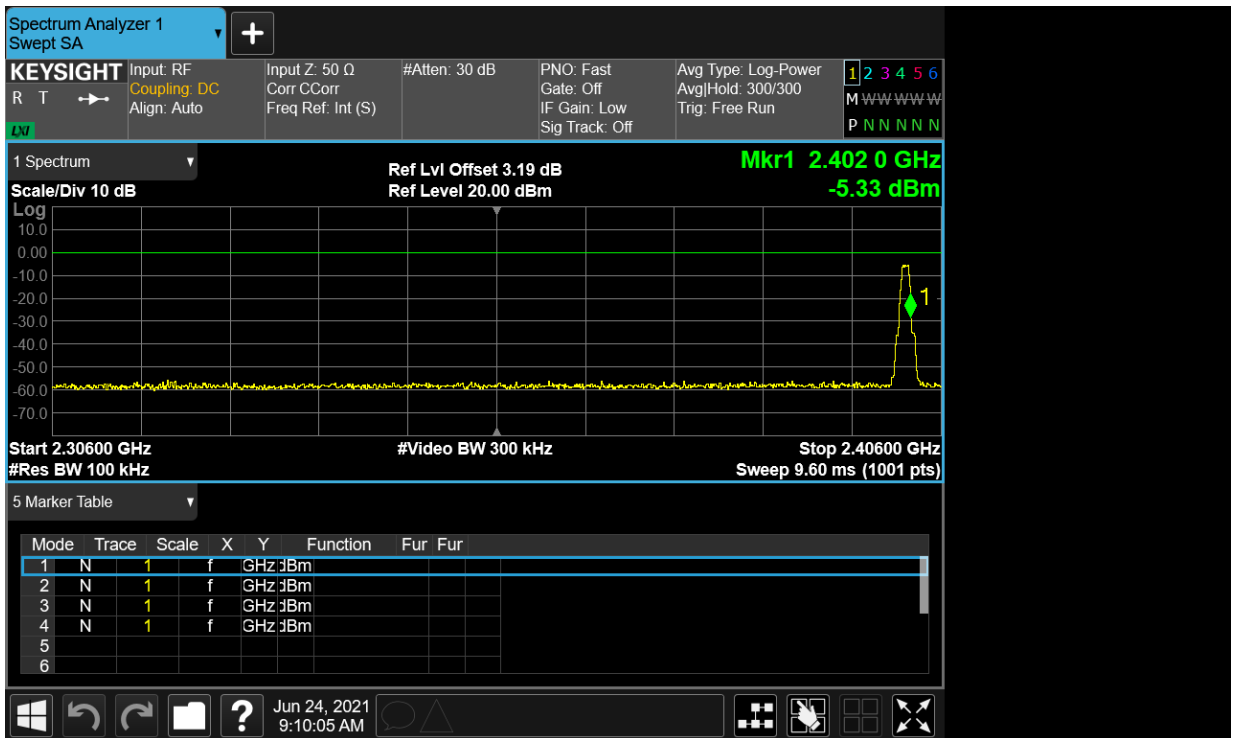 Spectrum Analyzer 1
Swept SA
+
KEYSIGHT Input: RF Input Z: 50 Ω #Atten: 30 dB PNO: Fast Avg Type: Log-Power 1 2 3 4 5 6
R T Coupling: DC Corr CCorr Gate: Off Avg|Hold: 300/300 M W W W W W
Align: Auto Freq Ref: Int (S) IF Gain: Low Trig: Free Run
LXI Sig Track: Off P N N N N N
1 Spectrum Ref Lvl Offset 3.19 dB Mkr1 2.402 0 GHz
Scale/Div 10 dB Ref Level 20.00 dBm -5.33 dBm
Log
10.0
0.00
-10.0
-20.0
1
-30.0
-40.0
-50.0
-60.0
-70.0
Start 2.30600 GHz #Video BW 300 kHz Stop 2.40600 GHz
#Res BW 100 kHz Sweep 9.60 ms (1001 pts)
5 Marker Table
Mode Trace Scale X Y Function Fur Fur
1 N 1 f GHz dBm
2 N 1 f GHz dBm
3 N 1 f GHz dBm
4 N 1 f GHz dBm
5
6
? Jun 24, 2021
9:10:05 AM